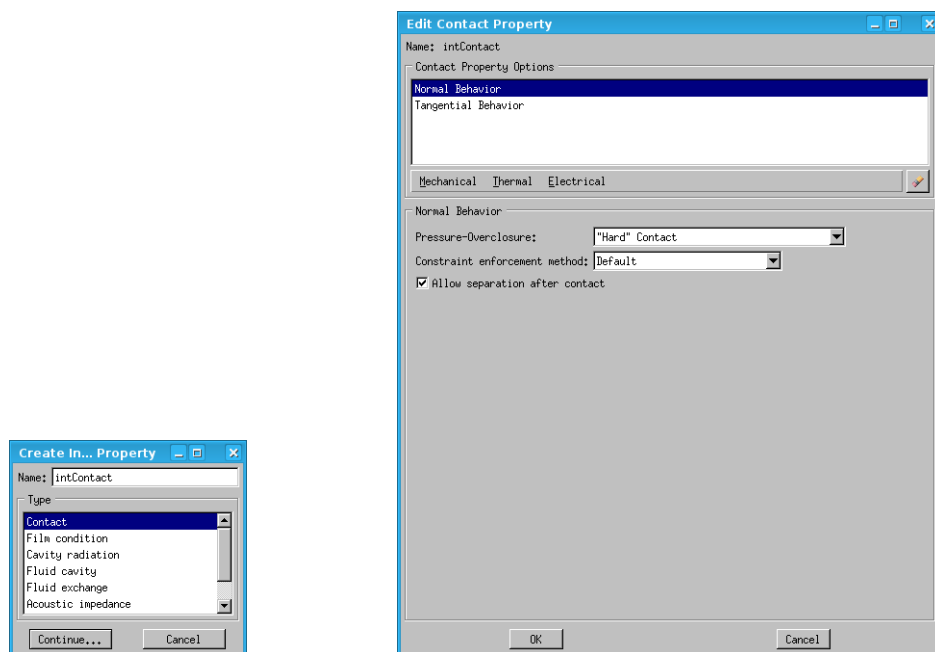 Edit Contact Property
Name: intContact
Contact Property Options
Normal Behavior
Tangential Behavior
Mechanical Thermal Electrical
Normal Behavior
Pressure-Overclosure: "Hard" Contact
Constraint enforcement method: Default
Allow separation after contact
OK Cancel
Create In... Property
Name: intContact
Type
Contact
Film condition
Cavity radiation
Fluid cavity
Fluid exchange
Acoustic impedance
Continue... Cancel